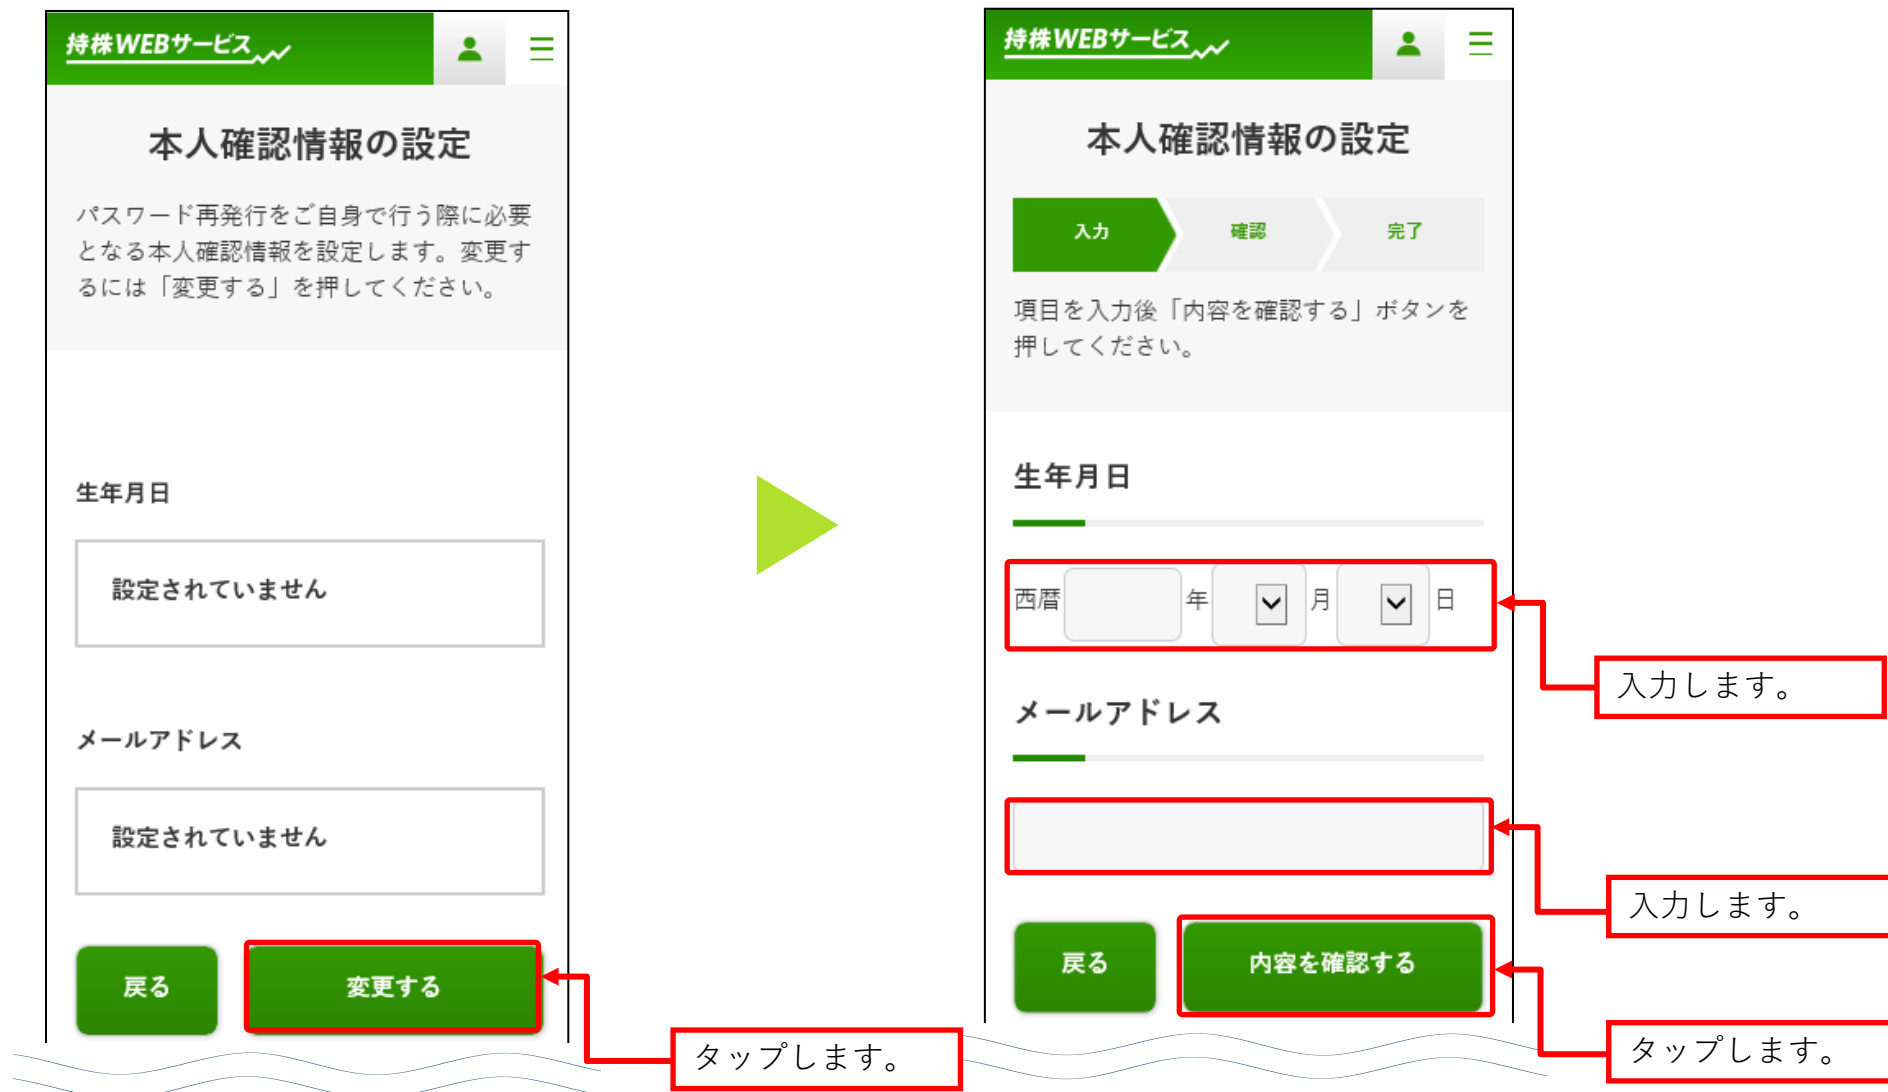 持株WEBサービス
本人確認情報の設定
パスワード再発行をご自身で行う際に必要
となる本人確認情報を設定します。変更す
るには「変更する」を押してください。
生年月日
設定されていません
メールアドレス
設定されていません
戻る
変更する
タップします。
持株WEBサービス
本人確認情報の設定
入力
確認
完了
項目を入力後「内容を確認する」ボタンを
押してください。
生年月日
西暦 年 月 日
入力します。
メールアドレス
入力します。
戻る
内容を確認する
タップします。